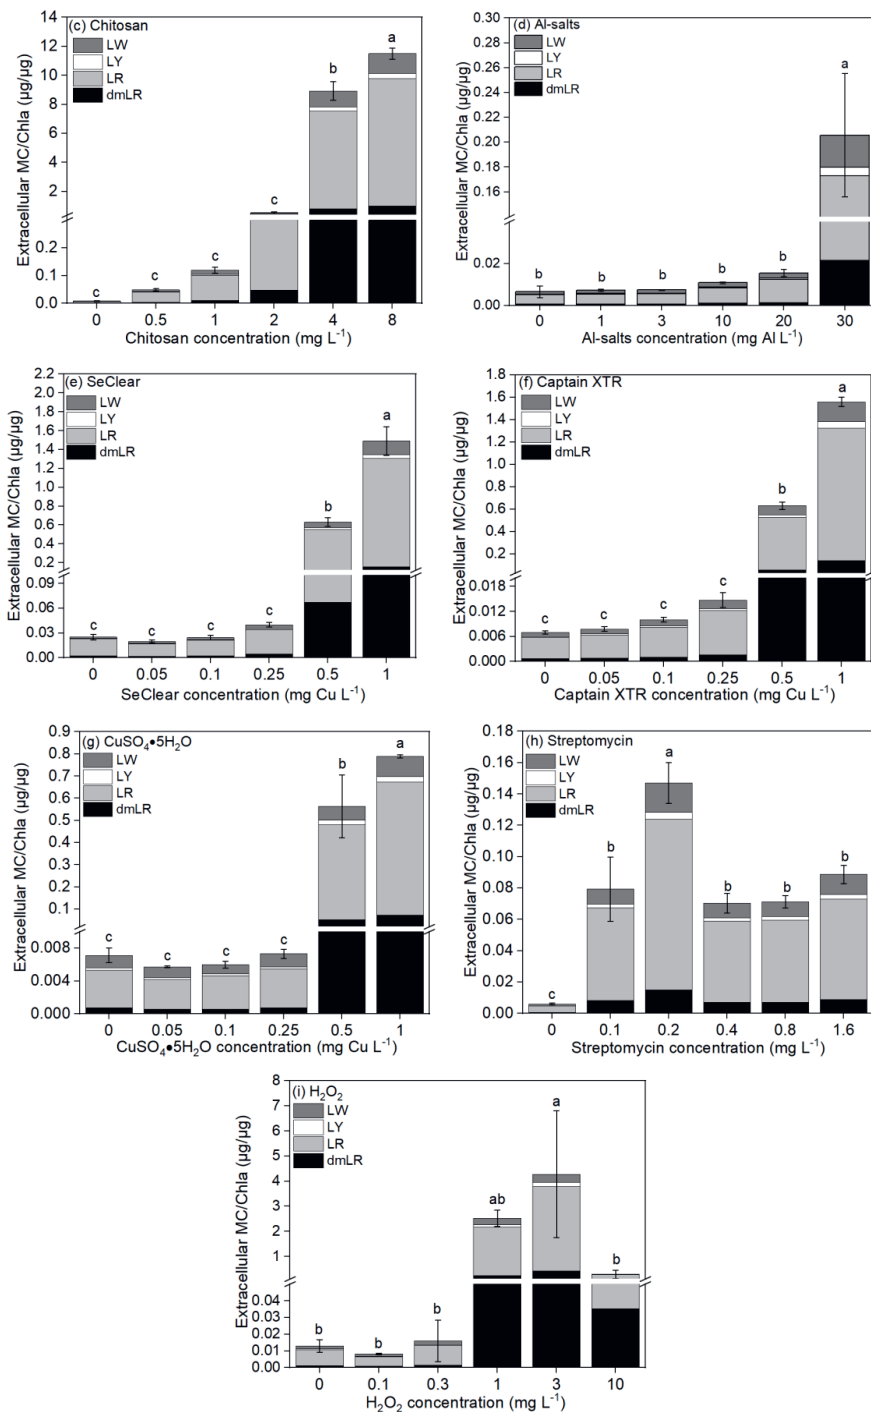 (c) Chitosan
LW
LY
LR
dmLR
Extracellular MC/Chla (µg/µg)
14
12
10
8
6
4
2
0.2
0.1
0.0
c
c
c
c
b
a
0
0.5
1
2
4
8
Chitosan concentration (mg L⁻¹)
(d) Al-salts
LW
LY
LR
dmLR
Extracellular MC/Chla (µg/µg)
0.30
0.28
0.26
0.24
0.22
0.20
0.18
0.16
0.02
0.00
b
b
b
b
b
a
0
1
3
10
20
30
Al-salts concentration (mg Al L⁻¹)
(e) SeClear
LW
LY
LR
dmLR
Extracellular MC/Chla (µg/µg)
2.2
2.0
1.8
1.6
1.4
1.2
1.0
0.8
0.6
0.4
0.2
0.09
0.06
0.03
0.00
c
c
c
c
b
a
0
0.05
0.1
0.25
0.5
1
SeClear concentration (mg Cu L⁻¹)
(f) Captain XTR
LW
LY
LR
dmLR
Extracellular MC/Chla (µg/µg)
1.8
1.6
1.4
1.2
1.0
0.8
0.6
0.4
0.2
0.018
0.012
0.006
0.000
c
c
c
c
b
a
0
0.05
0.1
0.25
0.5
1
Captain XTR concentration (mg Cu L⁻¹)
(g) CuSO₄•5H₂O
LW
LY
LR
dmLR
Extracellular MC/Chla (µg/µg)
0.9
0.8
0.7
0.6
0.5
0.4
0.3
0.2
0.1
0.008
0.004
0.000
c
c
c
c
b
a
0
0.05
0.1
0.25
0.5
1
CuSO₄•5H₂O concentration (mg Cu L⁻¹)
(h) Streptomycin
LW
LY
LR
dmLR
Extracellular MC/Chla (µg/µg)
0.18
0.16
0.14
0.12
0.10
0.08
0.06
0.04
0.02
0.00
c
b
a
b
b
b
0
0.1
0.2
0.4
0.8
1.6
Streptomycin concentration (mg L⁻¹)
(i) H₂O₂
LW
LY
LR
dmLR
Extracellular MC/Chla (µg/µg)
8
7
6
5
4
3
2
1
0.04
0.03
0.02
0.01
0.00
b
b
b
ab
a
b
0
0.1
0.3
1
3
10
H₂O₂ concentration (mg L⁻¹)